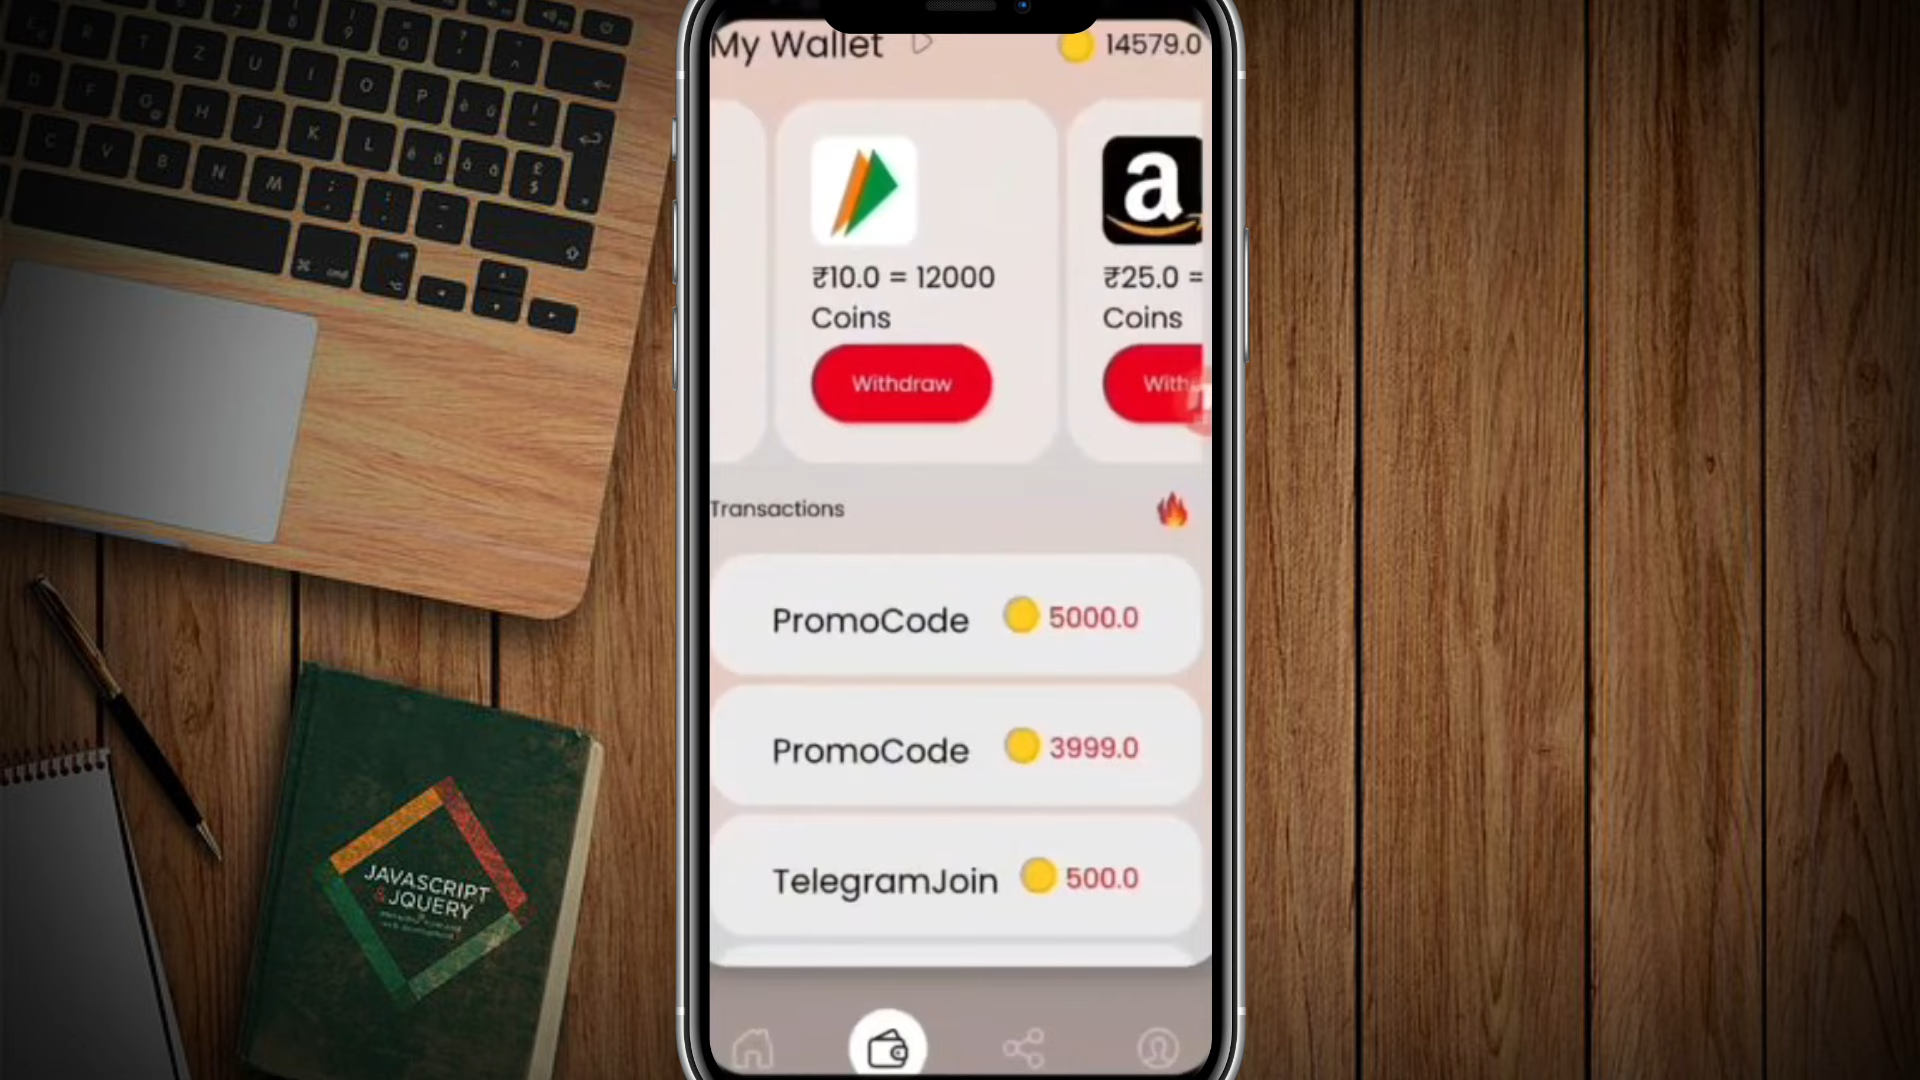 My Wallet
14579.0
₹10.0 = 12000
Coins
Withdraw
a
₹25.0 =
Coins
With
Transactions
PromoCode
5000.0
PromoCode
3999.0
TelegramJoin
500.0
JAVASCRIPT
& JQUERY